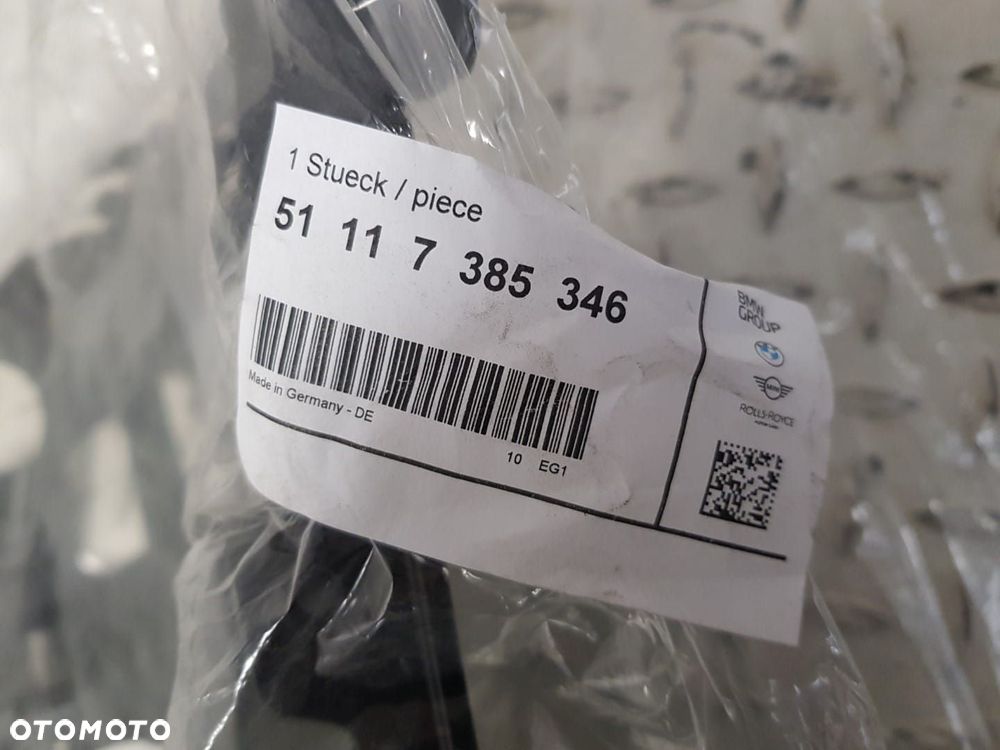 1 Stueck / piece
51 11 7 385 346
Made in Germany - DE
10 EG1
BMW
GROUP
MINI
ROLLS-ROYCE
OTOMOTO